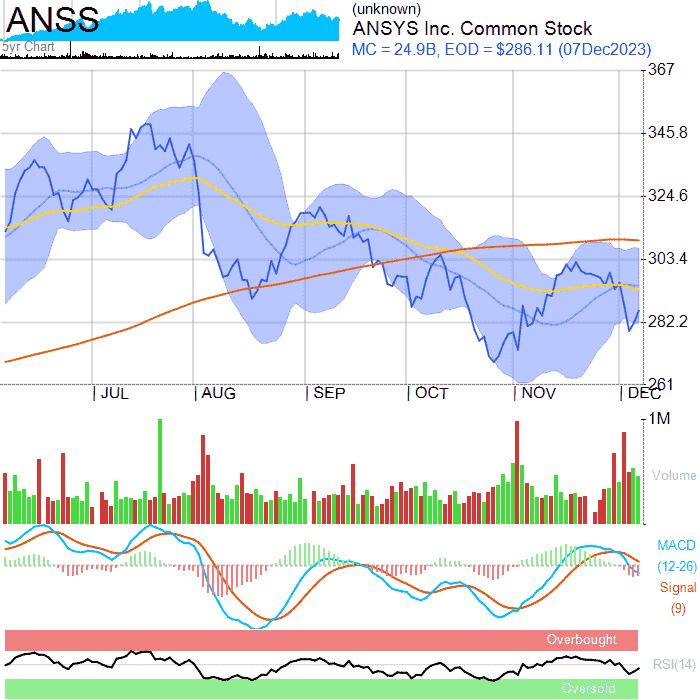 ANSS
5yr Chart
(unknown)
ANSYS Inc. Common Stock
MC = 24.9B, EOD = $286.11 (07Dec2023)
367
345.8
324.6
303.4
282.2
261
JUL AUG SEP OCT NOV DEC
1M
Volume
MACD
(12-26)
Signal
(9)
Overbought
RSI(14)
Oversold